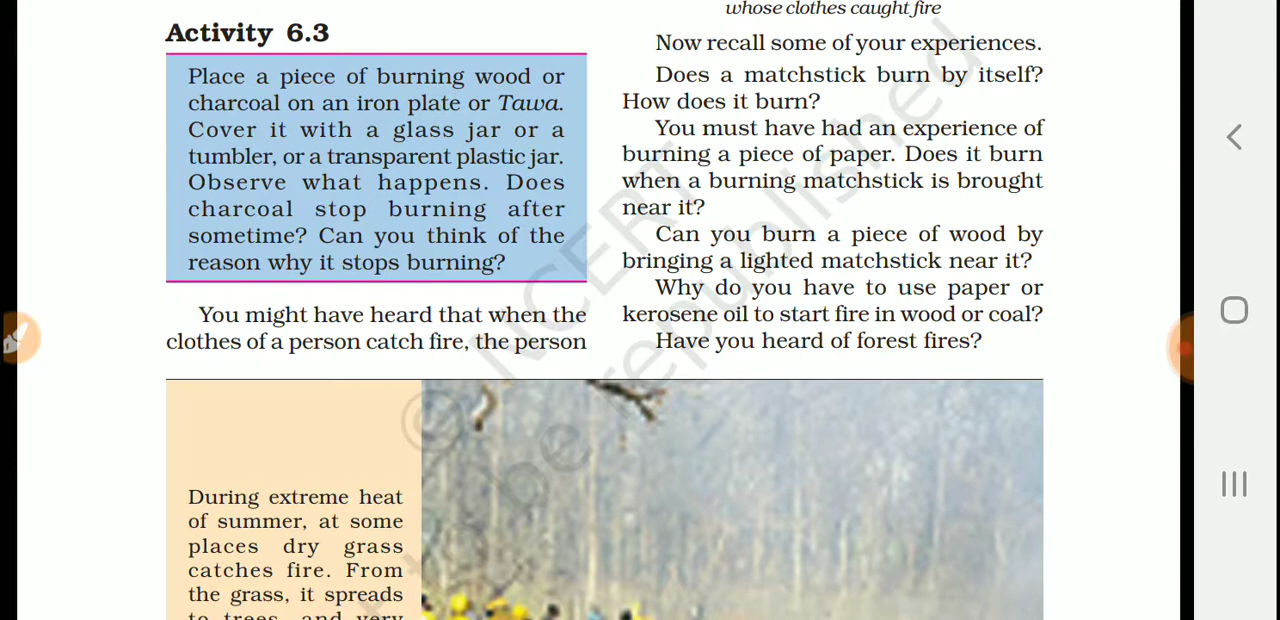 Activity 6.3
Place a piece of burning wood or
charcoal on an iron plate or Tawa.
Cover it with a glass jar or a
tumbler, or a transparent plastic jar.
Observe what happens. Does
charcoal stop burning after
sometime? Can you think of the
reason why it stops burning?
You might have heard that when the
clothes of a person catch fire, the person
whose clothes caught fire
Now recall some of your experiences.
Does a matchstick burn by itself?
How does it burn?
You must have had an experience of
burning a piece of paper. Does it burn
when a burning matchstick is brought
near it?
Can you burn a piece of wood by
bringing a lighted matchstick near it?
Why do you have to use paper or
kerosene oil to start fire in wood or coal?
Have you heard of forest fires?
During extreme heat
of summer, at some
places dry grass
catches fire. From
the grass, it spreads
to trees, and very
© NCERT
be republished